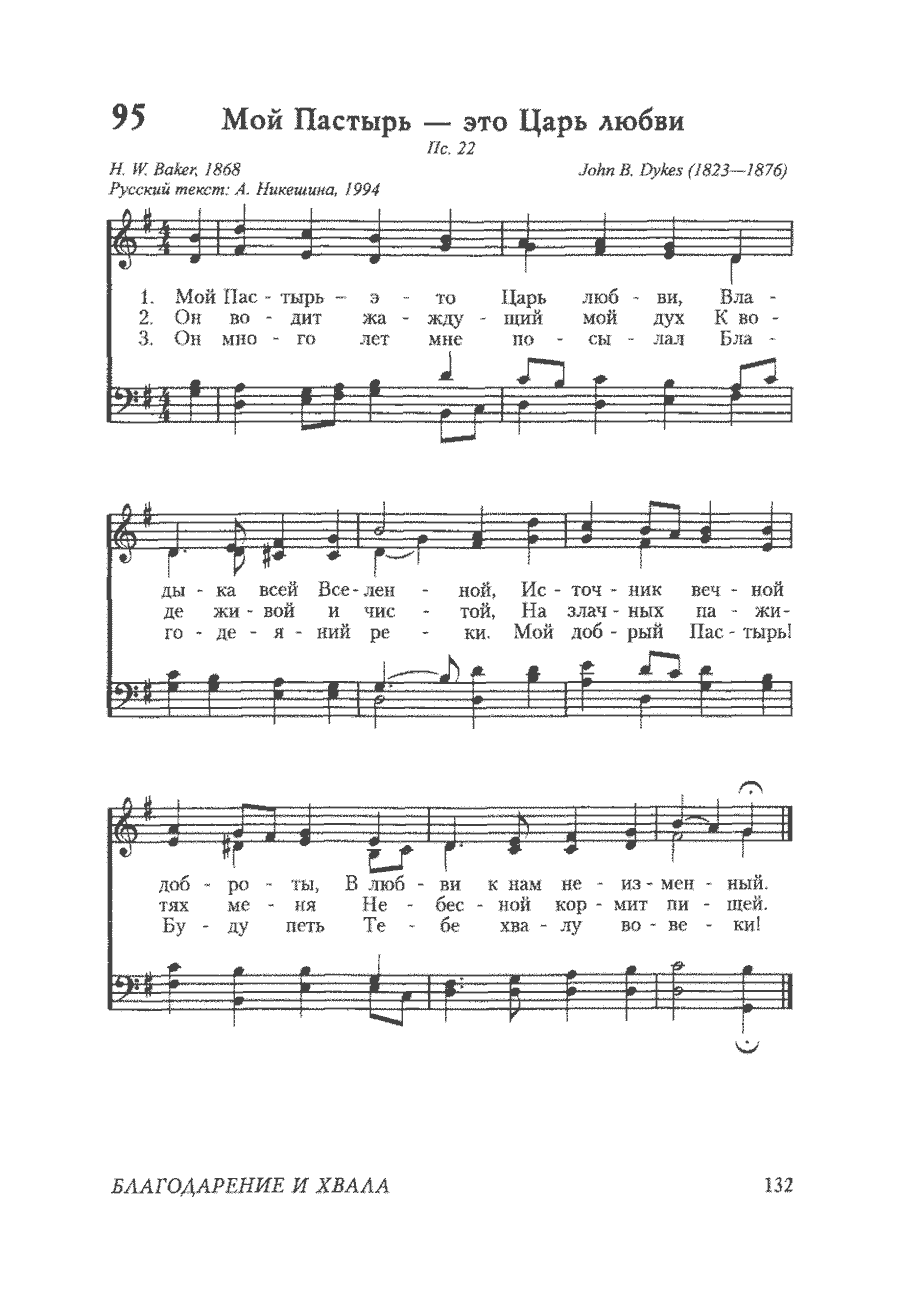 95 Мой Пастырь — это Царь любви
Пс. 22
H. W. Baker, 1868 John B. Dykes (1823—1876)
Русский текст: А. Никешина, 1994
1. Мой Пас - тырь - э - то Царь люб - ви, Вла -
2. Он во - дит жа - жду - щий мой дух К во -
3. Он мно - го лет мне по - сы - лал Бла -
ды - ка всей Все - лен - ной, Ис - точ - ник веч - ной
де жи - вой и чис - той, На злач - ных па - жи -
го - де - я - ний ре - ки. Мой доб - рый Пас - тырь!
доб - ро - ты, В люб - ви к нам не - из - мен - ный.
тях ме - ня Не - бес - ной кор - мит пи - щей.
Бу - ду петь Те - бе хва - лу во - ве - ки!
БЛАГОДАРЕНИЕ И ХВАЛА 132